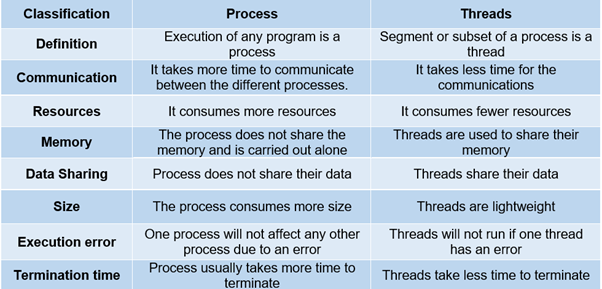 Classification Process Threads
Definition Execution of any program is a process Segment or subset of a process is a thread
Communication It takes more time to communicate between the different processes. It takes less time for the communications
Resources It consumes more resources It consumes fewer resources
Memory The process does not share the memory and is carried out alone Threads are used to share their memory
Data Sharing Process does not share their data Threads share their data
Size The process consumes more size Threads are lightweight
Execution error One process will not affect any other process due to an error Threads will not run if one thread has an error
Termination time Process usually takes more time to terminate Threads take less time to terminate